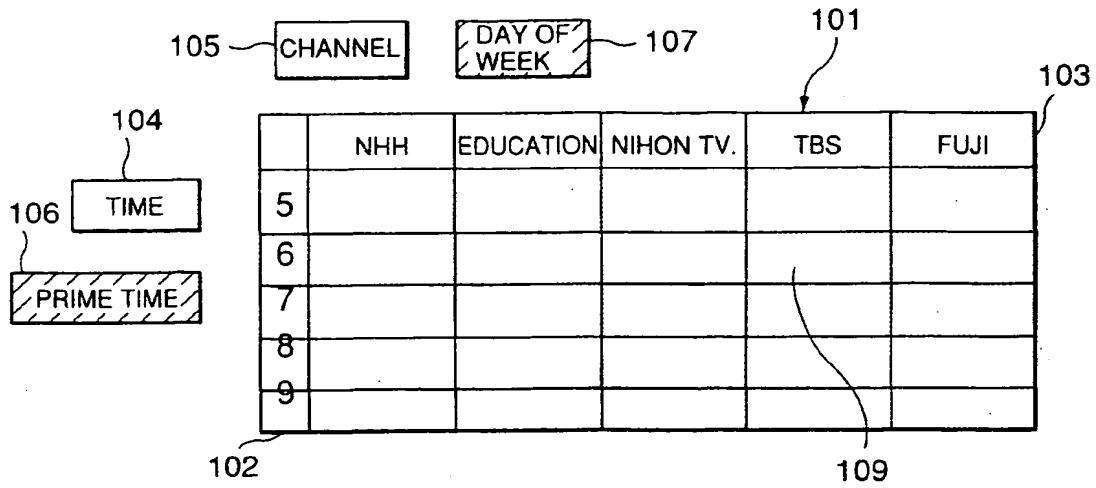 105 CHANNEL DAY OF WEEK 107
101
103
104
NHH EDUCATION NIHON TV. TBS FUJI
TIME
106
5
6
PRIME TIME
7
8
9
102
109